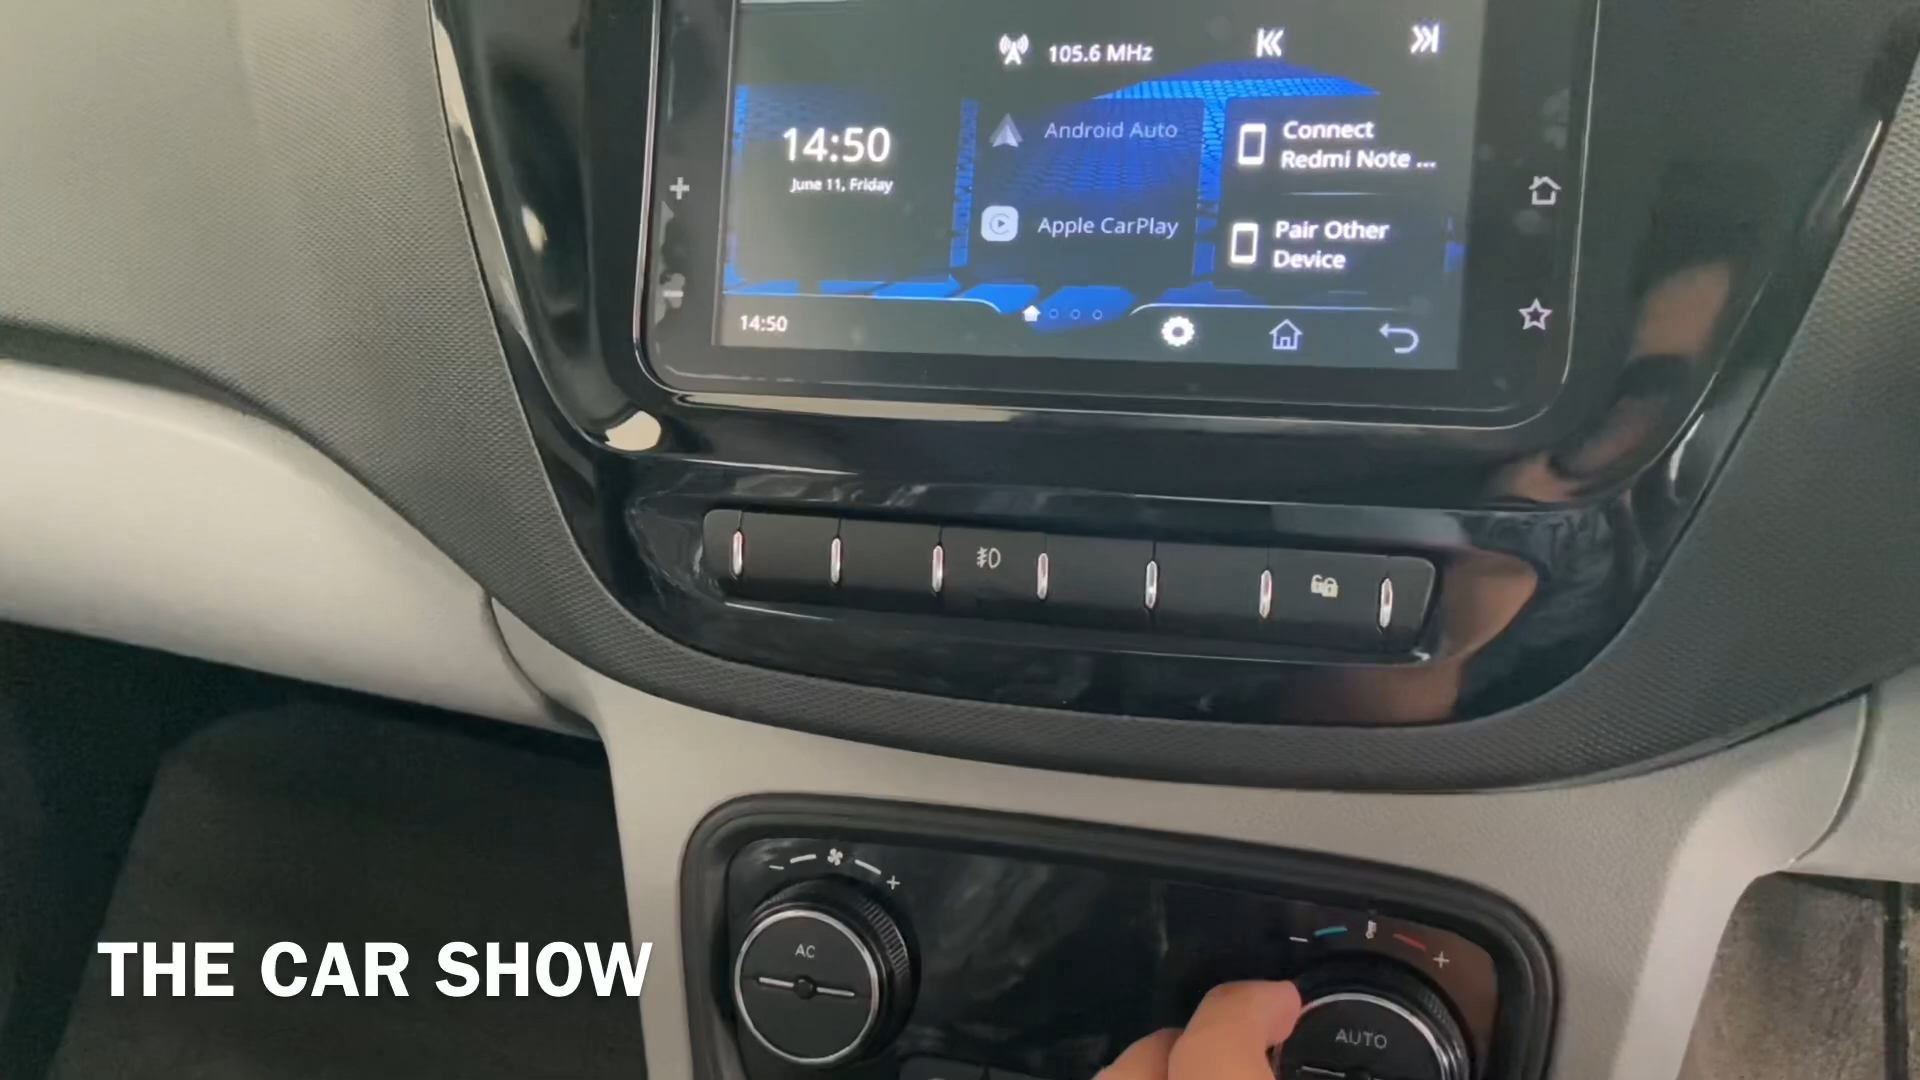 105.6 MHz
14:50
June 11, Friday
Android Auto
Apple CarPlay
Connect
Redmi Note ...
Pair Other
Device
14:50
AC
AUTO
THE CAR SHOW